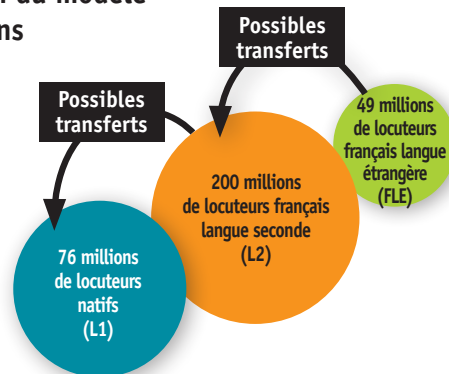 au modèle
ns
Possibles
transferts
Possibles
transferts
49 millions
de locuteurs
français langue
étrangère
(FLE)
200 millions
de locuteurs français
langue seconde
(L2)
76 millions
de locuteurs
natifs
(L1)